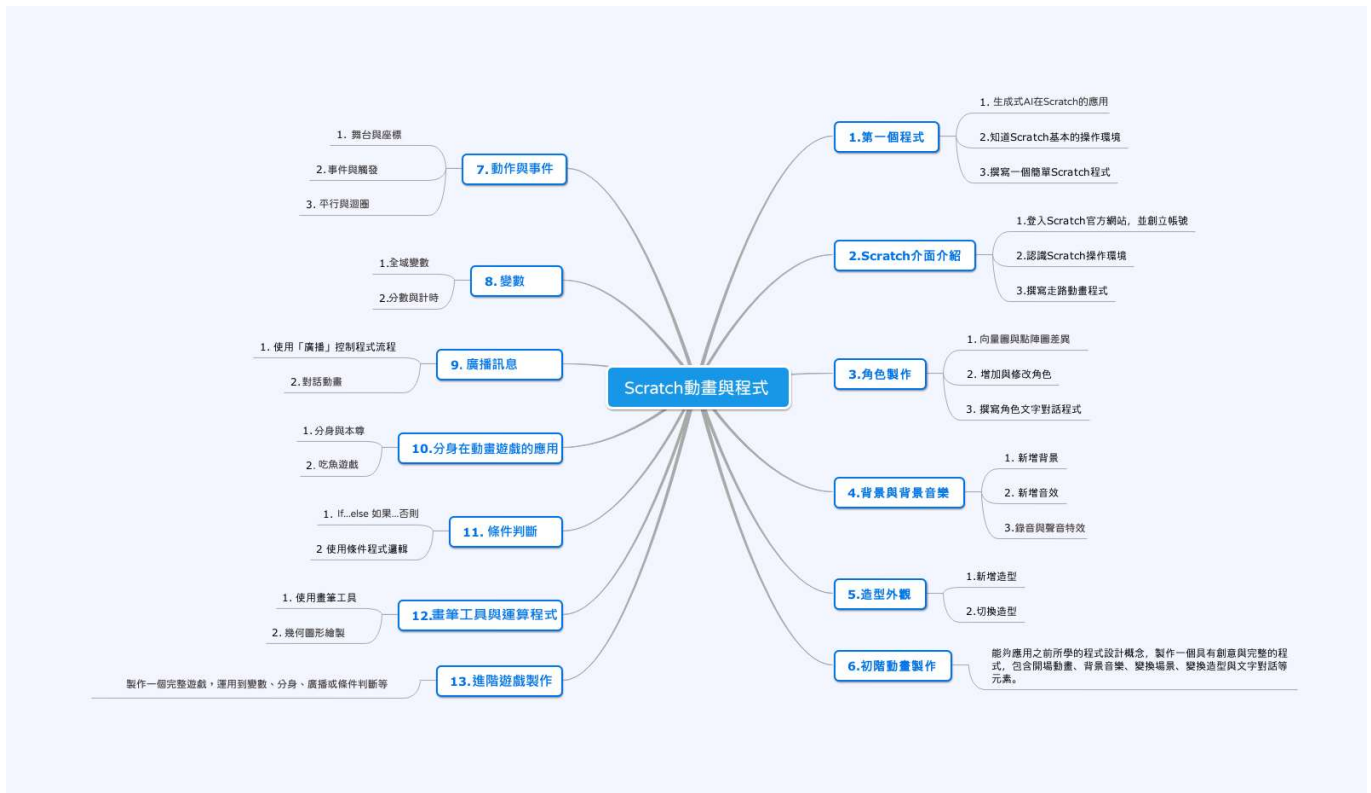 Scratch動畫與程式
1.第一個程式
1. 生成式AI在Scratch的應用
2.知道Scratch基本的操作環境
3.撰寫一個簡單Scratch程式
2.Scratch介面介紹
1.登入Scratch官方網站，並創立帳號
2.認識Scratch操作環境
3.撰寫走路動畫程式
3.角色製作
1. 向量圖與點陣圖差異
2. 增加與修改角色
3. 撰寫角色文字對話程式
4.背景與背景音樂
1. 新增背景
2. 新增音效
3.錄音與聲音特效
5.造型外觀
1.新增造型
2.切換造型
6.初階動畫製作
能夠應用之前所學的程式設計概念，製作一個具有創意與完整的程
式，包含開場動畫、背景音樂、變換場景、變換造型與文字對話等
元素。
7.動作與事件
1. 舞台與座標
2.事件與觸發
3. 平行與迴圈
8.變數
1.全域變數
2.分數與計時
9.廣播訊息
1. 使用「廣播」控制程式流程
2.對話動畫
10.分身在動畫遊戲的應用
1.分身與本尊
2. 吃魚遊戲
11. 條件判斷
1. If...else 如果...否則
2 使用條件程式邏輯
12.畫筆工具與運算程式
1. 使用畫筆工具
2. 幾何圖形繪製
13.進階遊戲製作
製作一個完整遊戲，運用到變數、分身、廣播或條件判斷等